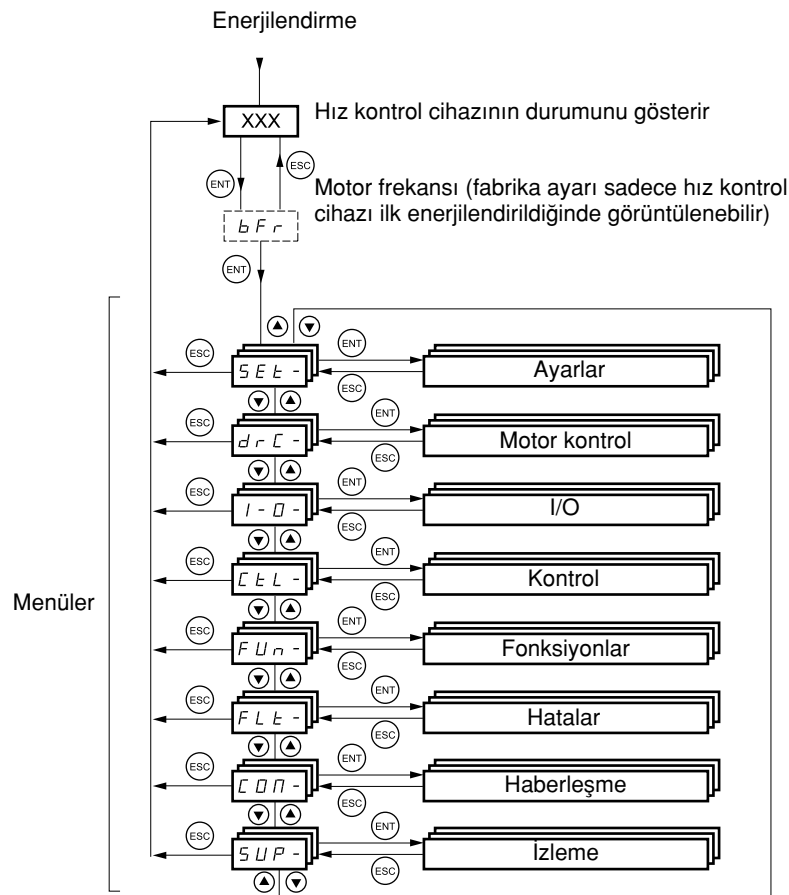 Enerjilendirme
XXX
Hız kontrol cihazının durumunu gösterir
ENT
ESC
Motor frekansı (fabrika ayarı sadece hız kontrol
cihazı ilk enerjilendirildiğinde görüntülenebilir)
bFr
ENT
ESC
SEt-
ENT
ESC
Ayarlar
ESC
drC-
ENT
ESC
Motor kontrol
ESC
I-O-
ENT
ESC
I/O
ESC
CtL-
ENT
ESC
Kontrol
Menüler
ESC
FUn-
ENT
ESC
Fonksiyonlar
ESC
FLt-
ENT
ESC
Hatalar
ESC
COM-
ENT
ESC
Haberleşme
ESC
SUP-
ENT
ESC
İzleme